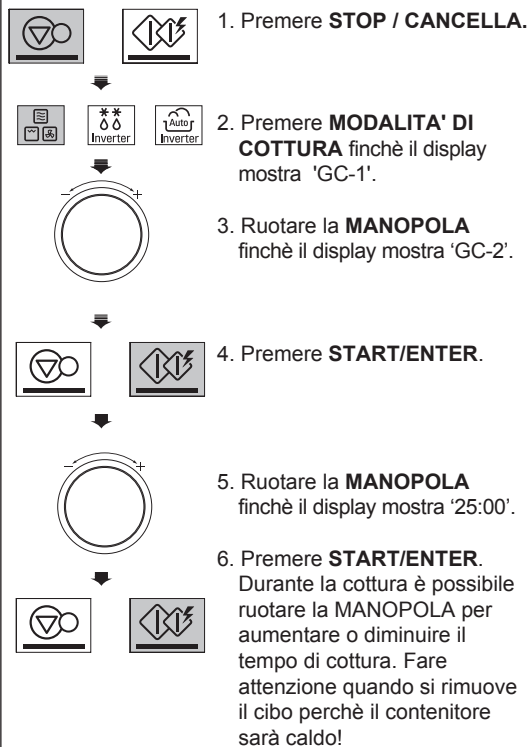 1. Premere STOP / CANCELLA.
Inverter
Auto
Inverter
2. Premere MODALITA' DI
COTTURA finchè il display
mostra 'GC-1'.
- +
3. Ruotare la MANOPOLA
finchè il display mostra ‘GC-2’.
4. Premere START/ENTER.
- +
5. Ruotare la MANOPOLA
finchè il display mostra ‘25:00’.
6. Premere START/ENTER.
Durante la cottura è possibile
ruotare la MANOPOLA per
aumentare o diminuire il
tempo di cottura. Fare
attenzione quando si rimuove
il cibo perchè il contenitore
sarà caldo!